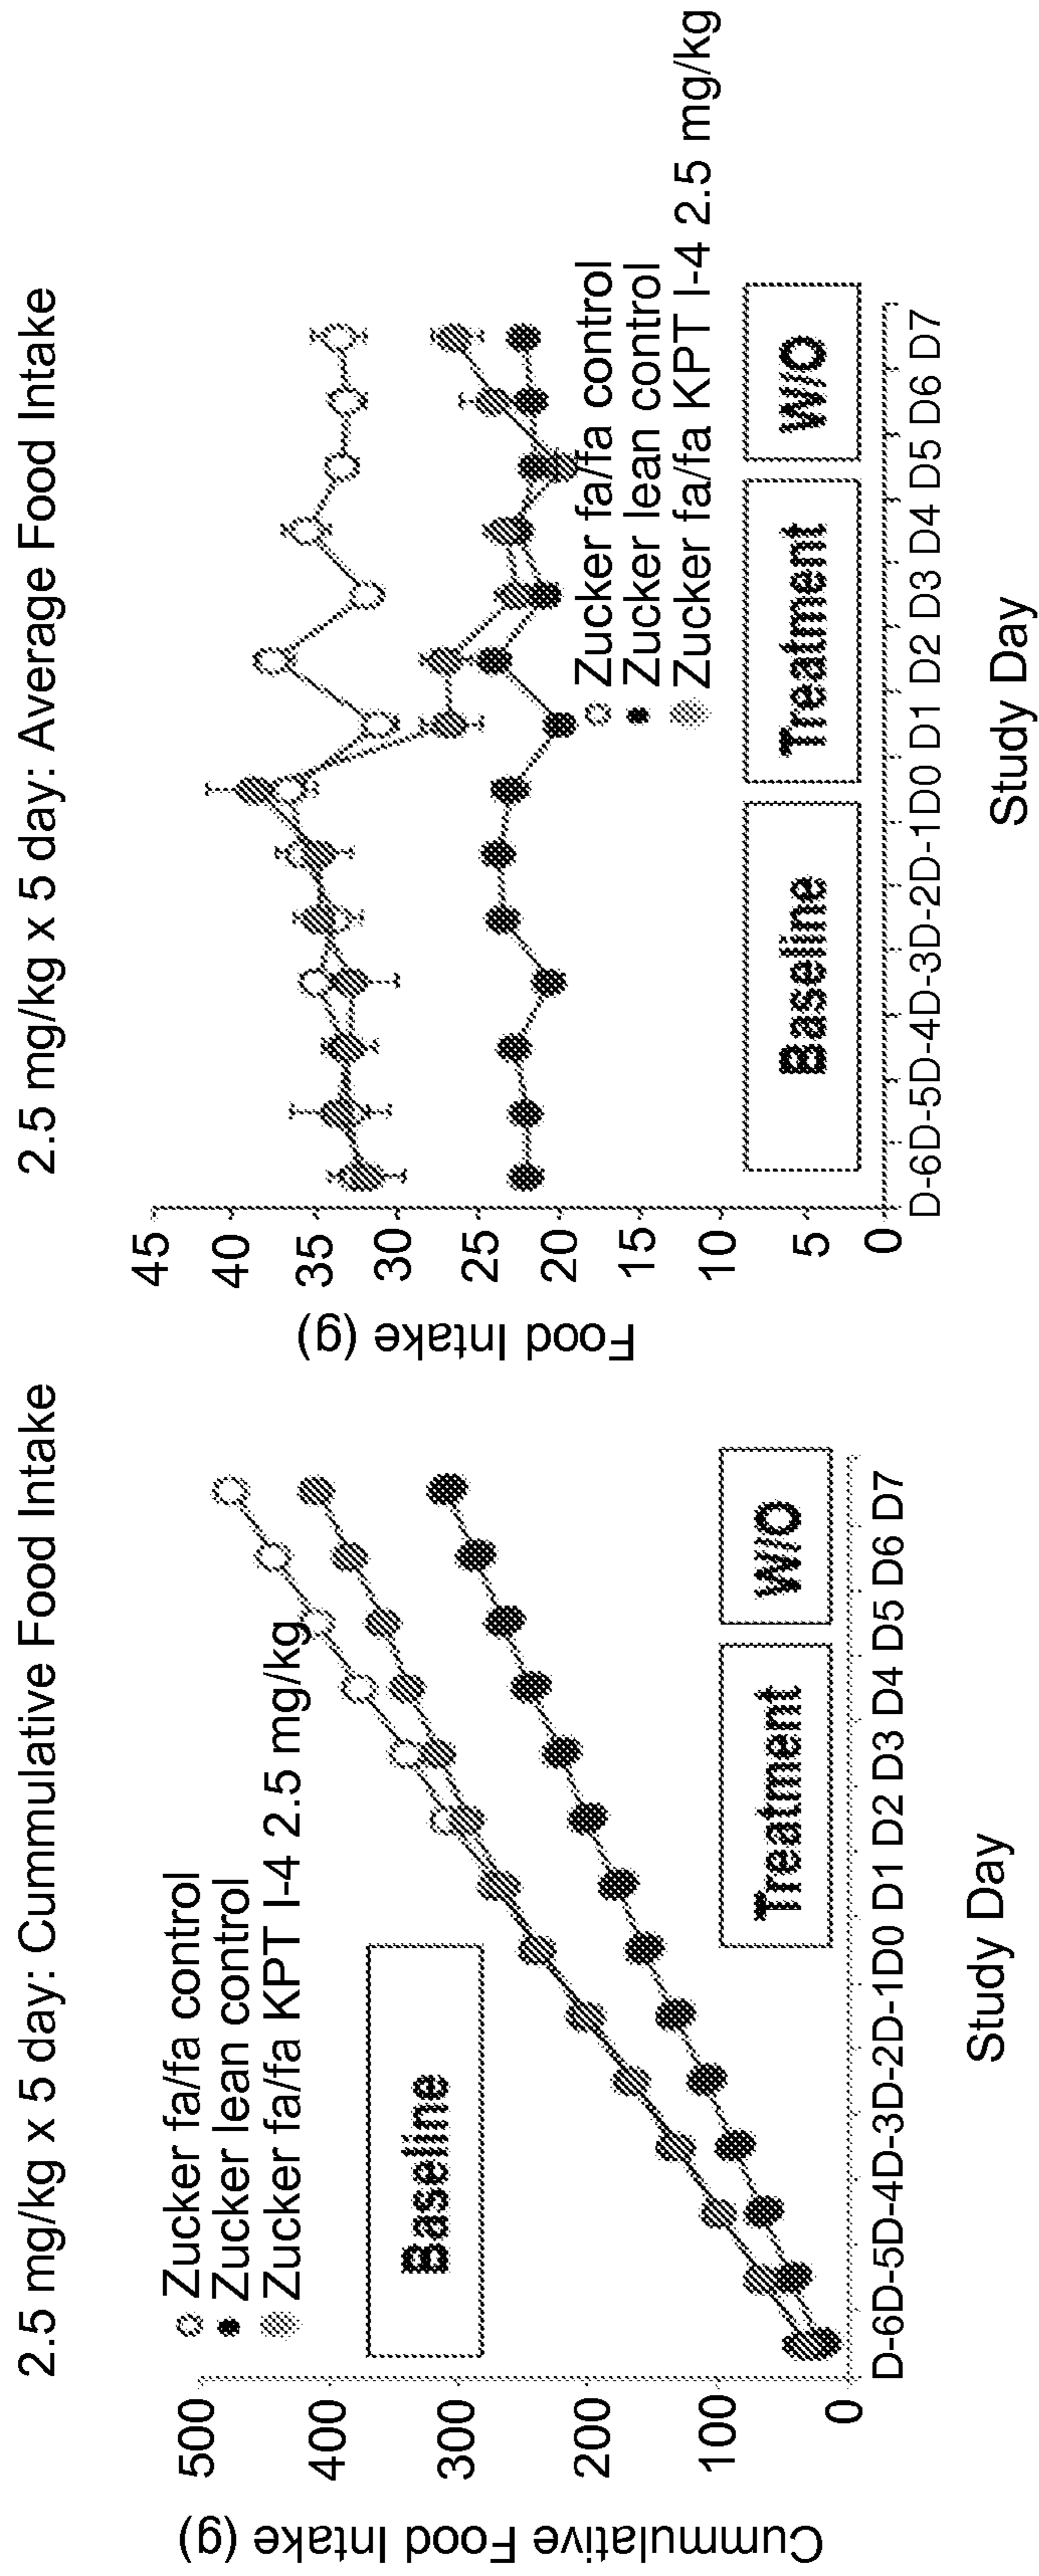 2.5 mg/kg x 5 day: Cummulative Food Intake
Cummulative Food Intake (g)
500
400
300
200
100
0
Zucker fa/fa control
Zucker lean control
Zucker fa/fa KPT I-4 2.5 mg/kg
Baseline
Treatment
W/O
D-6D-5D-4D-3D-2D-1D0 D1 D2 D3 D4 D5 D6 D7
Study Day
2.5 mg/kg x 5 day: Average Food Intake
Food Intake (g)
45
40
35
30
25
20
15
10
5
0
Zucker fa/fa control
Zucker lean control
Zucker fa/fa KPT I-4 2.5 mg/kg
Baseline
Treatment
W/O
D-6D-5D-4D-3D-2D-1D0 D1 D2 D3 D4 D5 D6 D7
Study Day